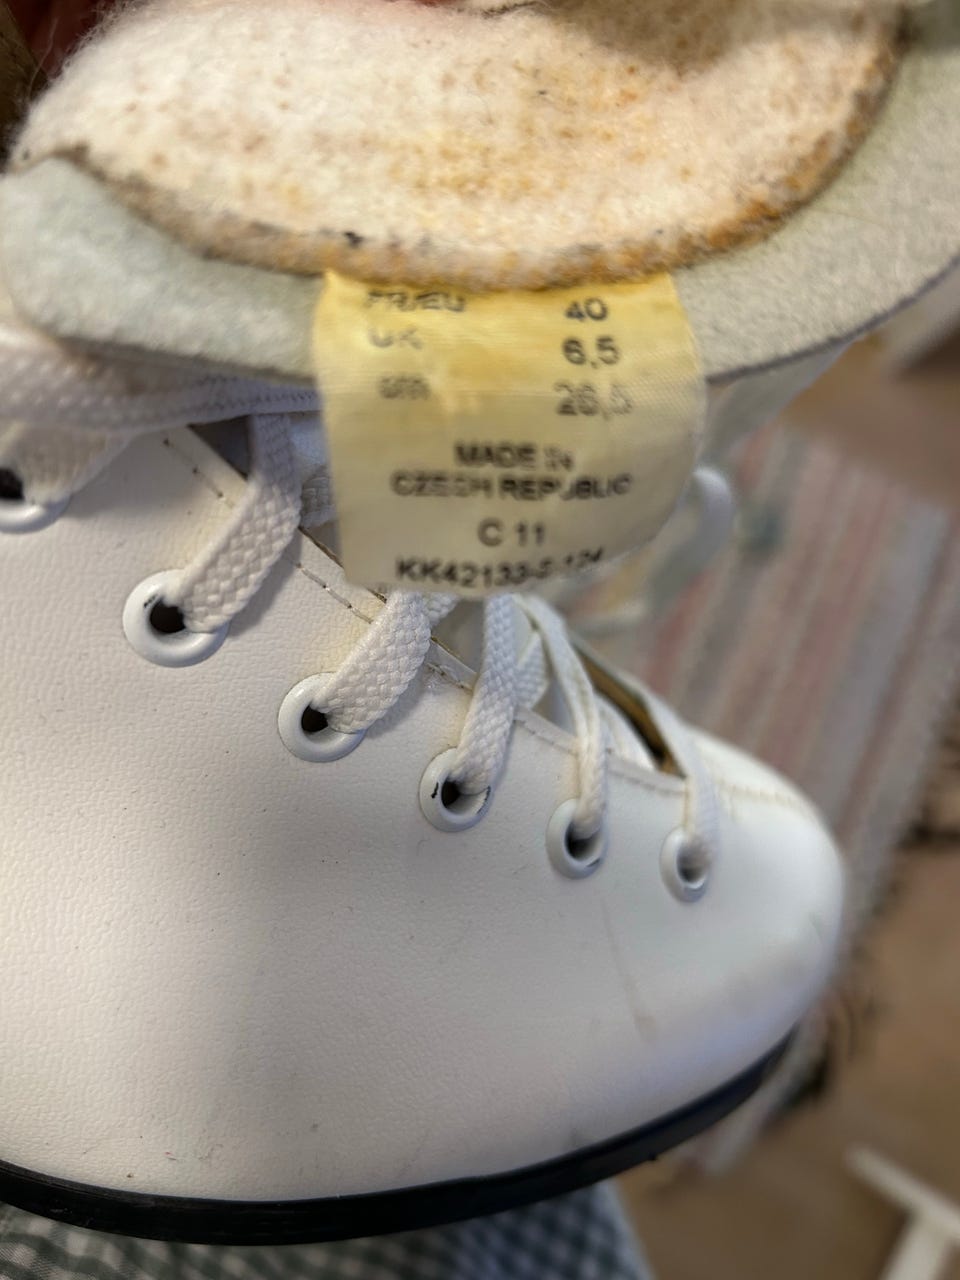 FR/EU 40
UK 6,5
cm 26,5
MADE IN
CZECH REPUBLIC
C 11